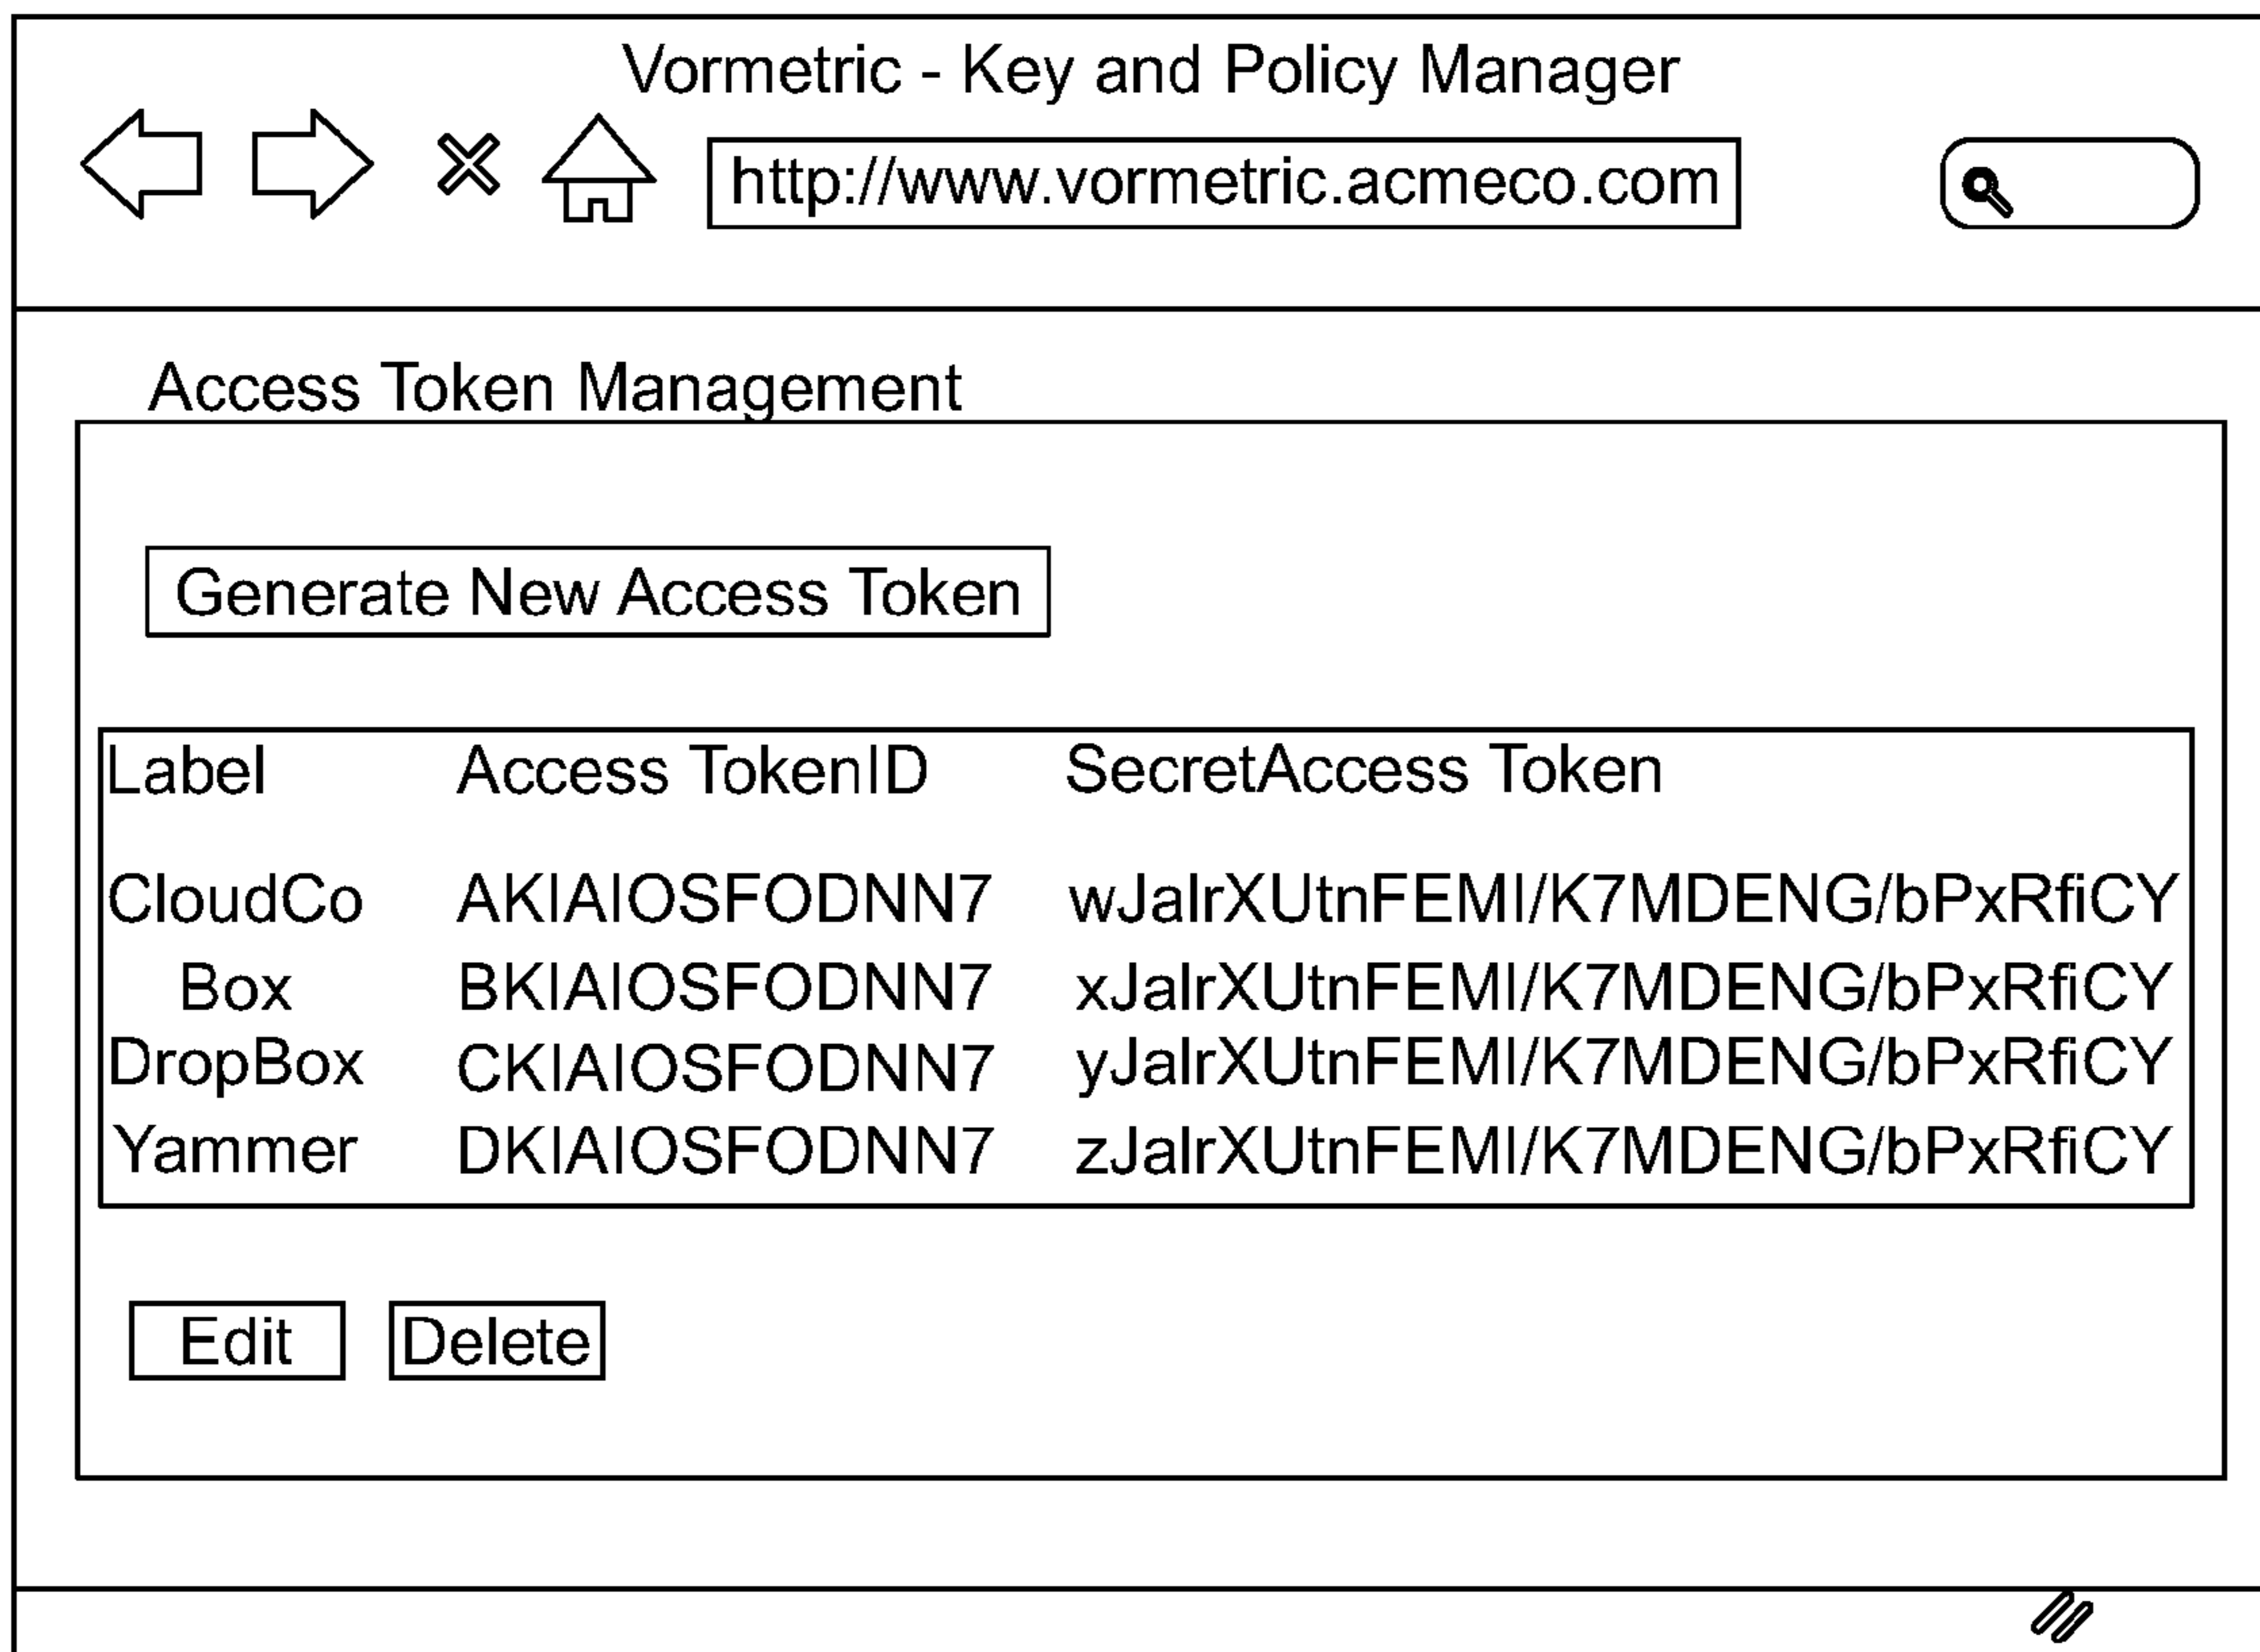 Vormetric - Key and Policy Manager
http://www.vormetric.acmeco.com
Access Token Management
Generate New Access Token
Label Access TokenID SecretAccess Token
CloudCo AKIAIOSFODNN7 wJalrXUtnFEMI/K7MDENG/bPxRfiCY
Box BKIAIOSFODNN7 xJalrXUtnFEMI/K7MDENG/bPxRfiCY
DropBox CKIAIOSFODNN7 yJalrXUtnFEMI/K7MDENG/bPxRfiCY
Yammer DKIAIOSFODNN7 zJalrXUtnFEMI/K7MDENG/bPxRfiCY
Edit Delete